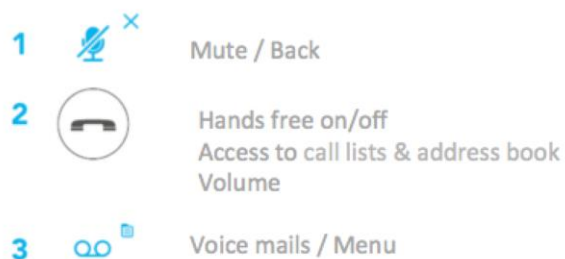 1 Mute / Back
2 Hands free on/off
Access to call lists & address book
Volume
3 Voice mails / Menu